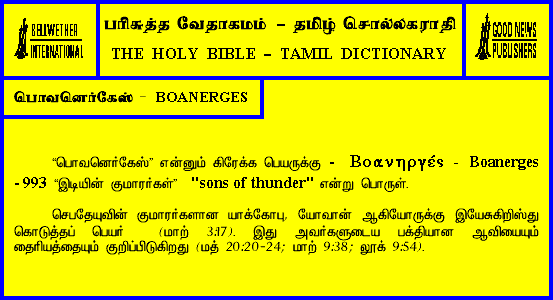 BELLWETHER
INTERNATIONAL
பரிசுத்த வேதாகமம் – தமிழ் சொல்லகராதி
THE HOLY BIBLE – TAMIL DICTIONARY
GOOD NEWS
PUBLISHERS
பொவனெர்கேஸ் - BOANERGES
“பொவனெர்கேஸ்” என்னும் கிரேக்க பெயருக்கு - Βοανηργές - Boanerges
- 993 “இடியின் குமாரர்கள்” "sons of thunder" என்று பொருள்.
செபதேயுவின் குமாரர்களான யாக்கோபு, யோவான் ஆகியோருக்கு இயேசுகிறிஸ்து
கொடுத்தப் பெயர் (மாற் 3:17). இது அவர்களுடைய பக்தியான ஆவியையும்
தைரியத்தையும் குறிப்பிடுகிறது (மத் 20:20-24; மாற் 9:38; லூக் 9:54).